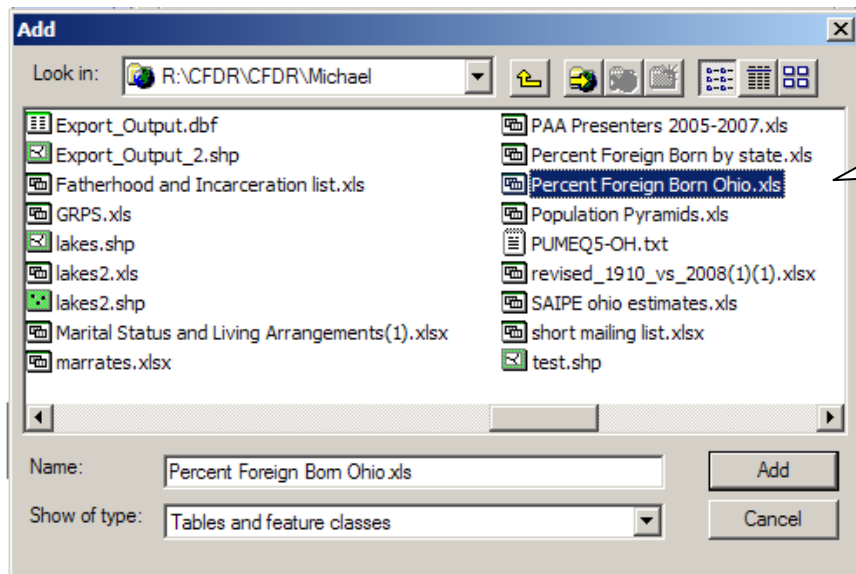 Add
Look in: R:\CFDR\CFDR\Michael
Export_Output.dbf
Export_Output_2.shp
Fatherhood and Incarceration list.xls
GRPS.xls
lakes.shp
lakes2.xls
lakes2.shp
Marital Status and Living Arrangements(1).xlsx
marrates.xlsx
PAA Presenters 2005-2007.xls
Percent Foreign Born by state.xls
Percent Foreign Born Ohio.xls
Population Pyramids.xls
PUMEQ5-OH.txt
revised_1910_vs_2008(1)(1).xlsx
SAIPE ohio estimates.xls
short mailing list.xlsx
test.shp
Name: Percent Foreign Born Ohio.xls Add
Show of type: Tables and feature classes Cancel